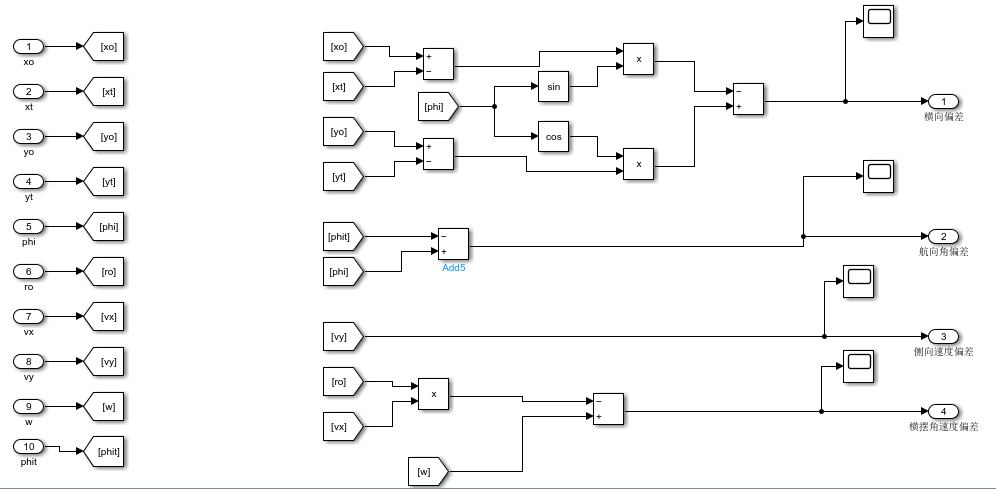 1 [xo]
xo
2 [xt]
xt
3 [yo]
yo
4 [yt]
yt
5 [phi]
phi
6 [ro]
ro
7 [vx]
vx
8 [vy]
vy
9 [w]
w
10 [phit]
phit
[xo]
+
−
[xt]
[phi]
sin
cos
x
[yo]
+
−
[yt]
x
−
+
1
横向偏差
[phit]
−
+
[phi]
Add5
2
航向角偏差
[vy]
3
侧向速度偏差
[ro]
x
[vx]
−
+
[w]
4
横摆角速度偏差